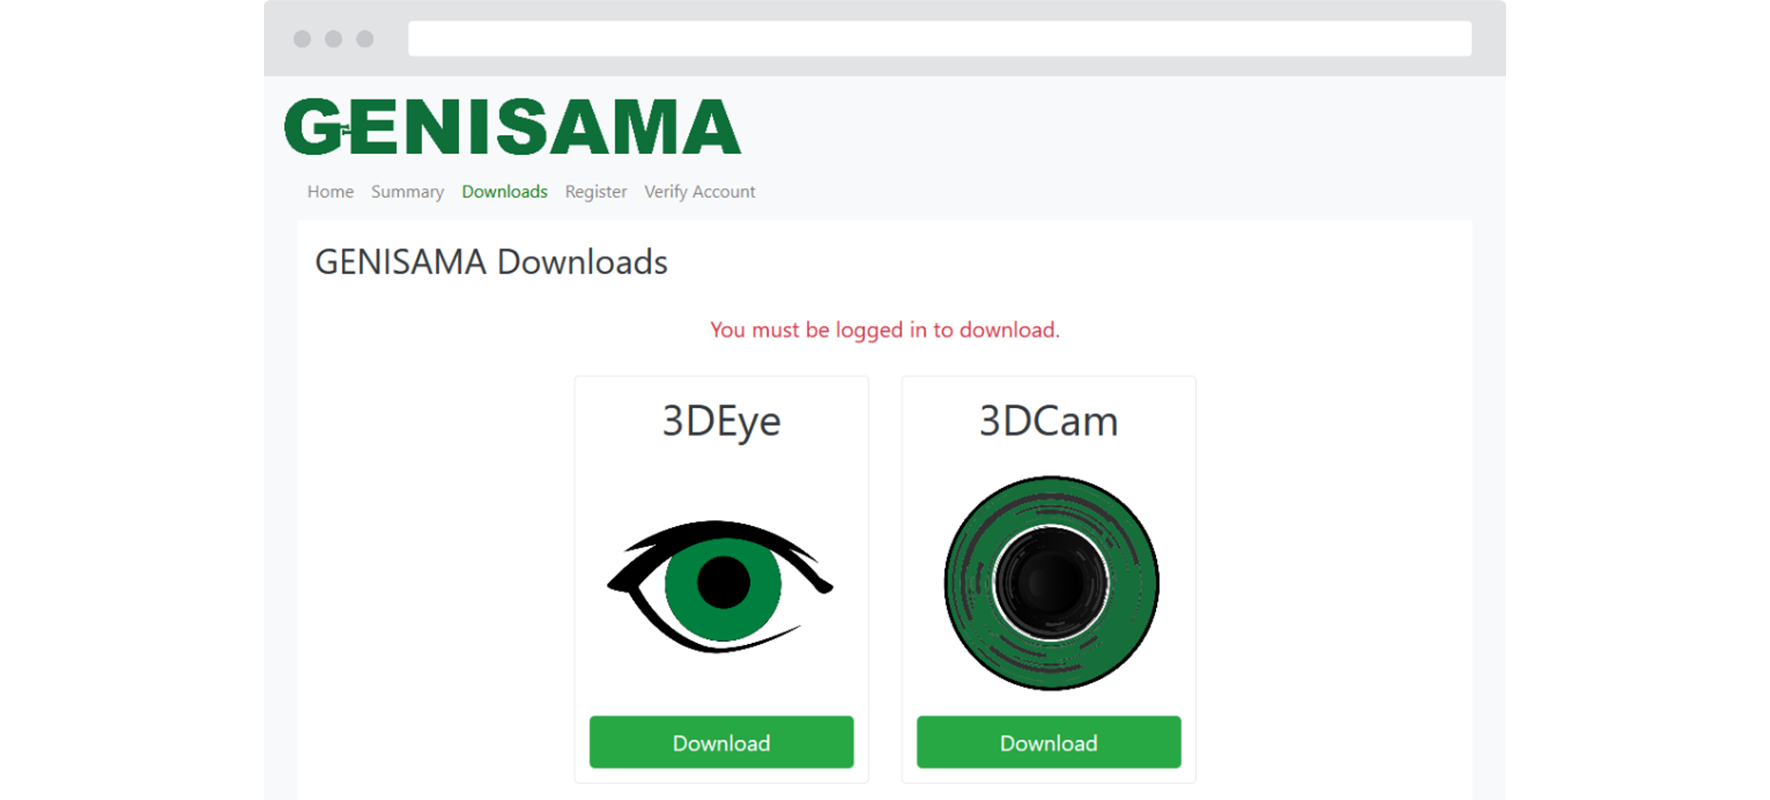 GENISAMA
Home Summary Downloads Register Verify Account
GENISAMA Downloads
You must be logged in to download.
3DEye 3DCam
Download Download